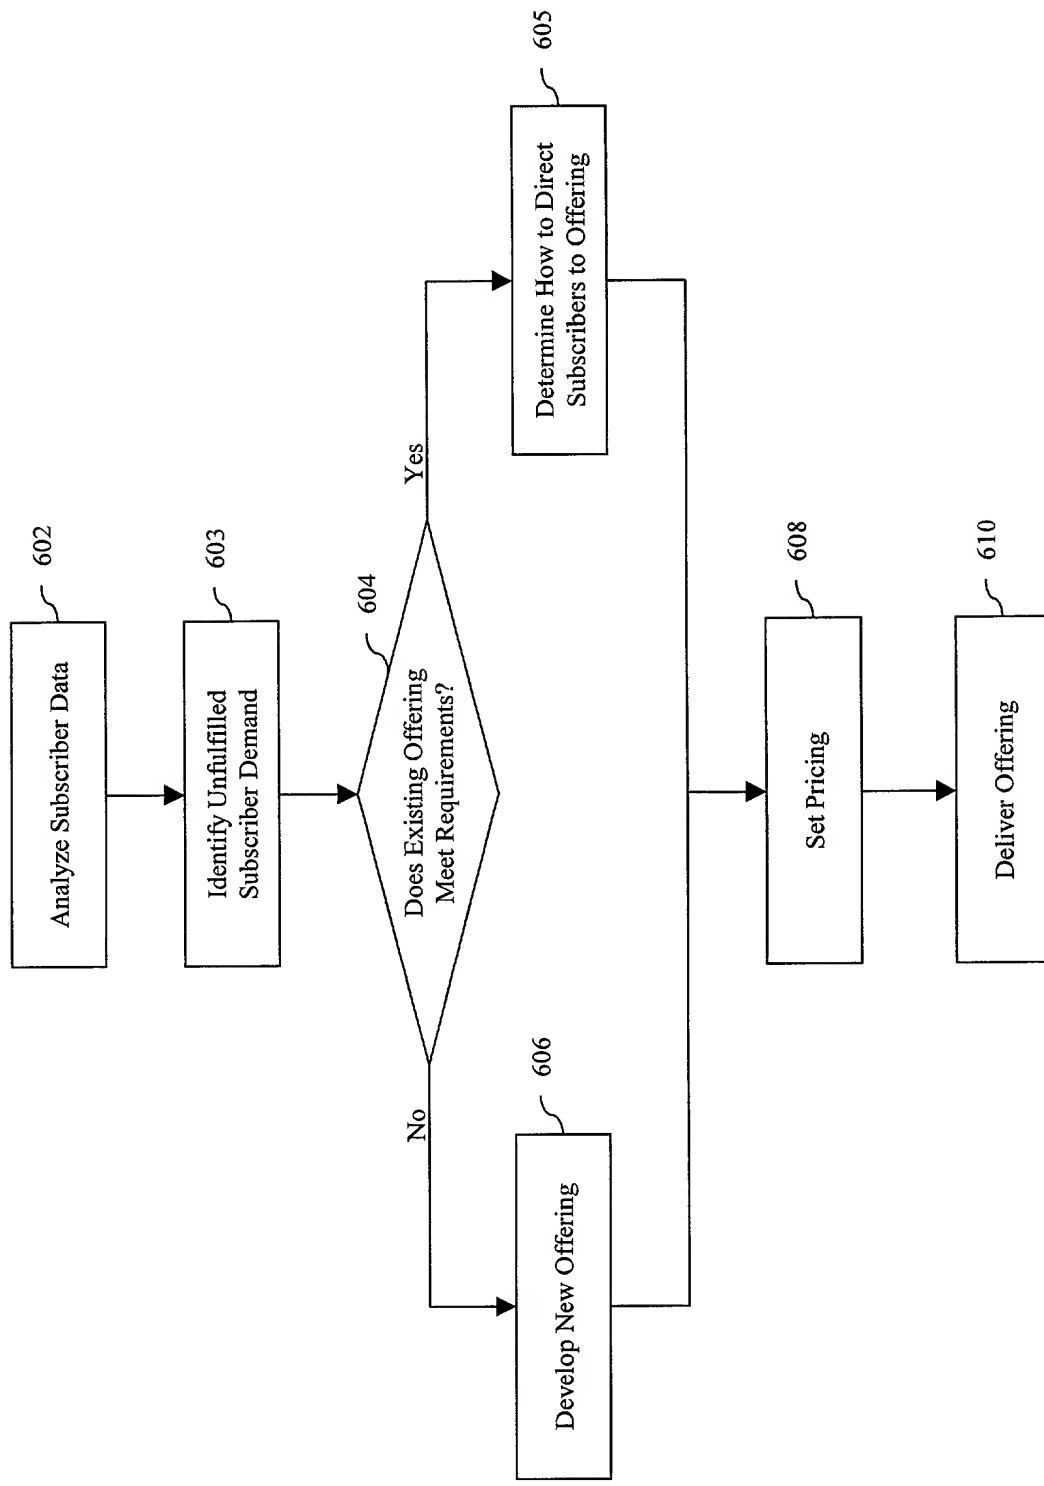 602
Analyze Subscriber Data
603
Identify Unfulfilled
Subscriber Demand
604
Does Existing Offering
Meet Requirements?
No
Yes
606
Develop New Offering
605
Determine How to Direct
Subscribers to Offering
608
Set Pricing
610
Deliver Offering